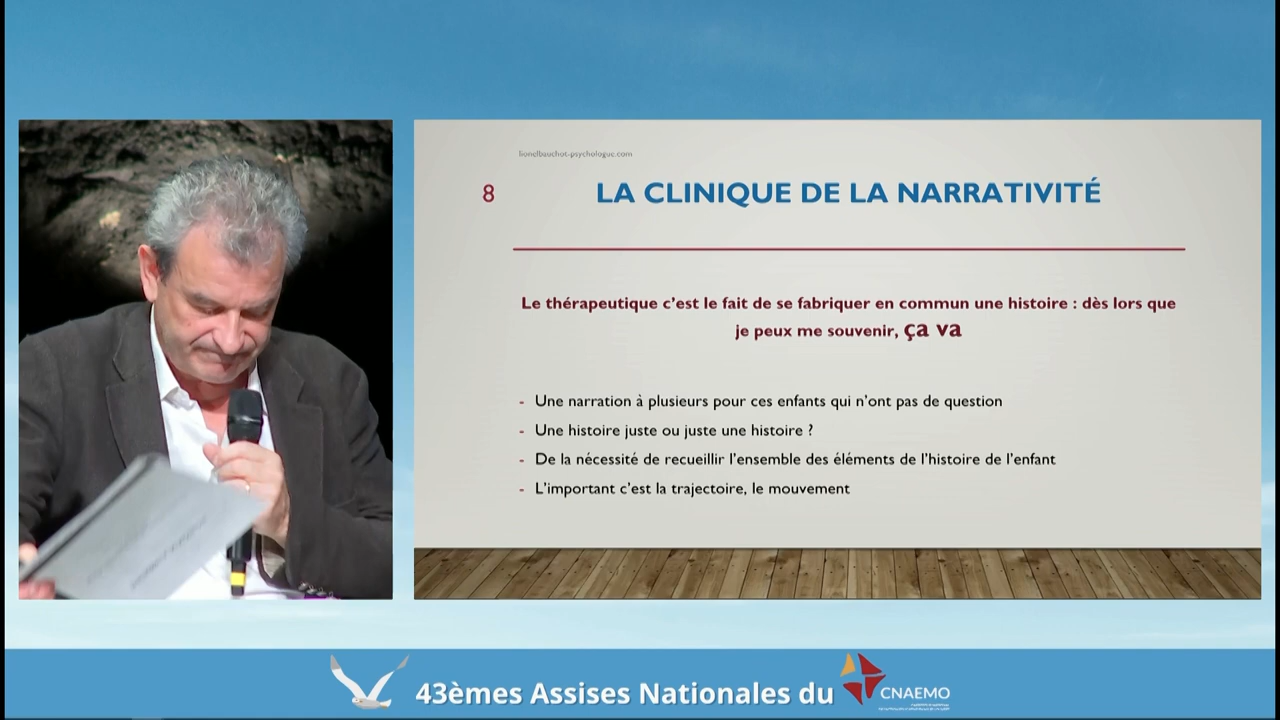 lionelbauchot-psychologue.com
8
LA CLINIQUE DE LA NARRATIVITÉ
Le thérapeutique c’est le fait de se fabriquer en commun une histoire : dès lors que
je peux me souvenir, ça va
- Une narration à plusieurs pour ces enfants qui n’ont pas de question
- Une histoire juste ou juste une histoire ?
- De la nécessité de recueillir l’ensemble des éléments de l’histoire de l’enfant
- L’important c’est la trajectoire, le mouvement
43èmes Assises Nationales du
CNAEMO